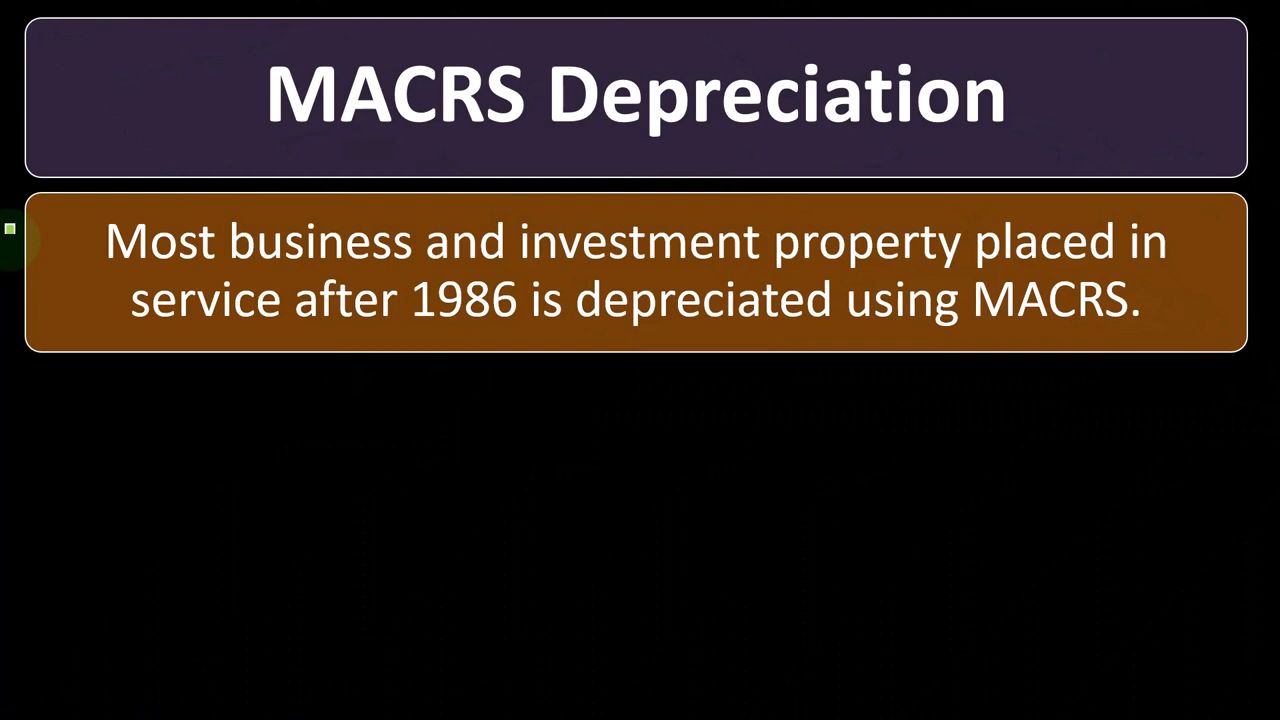 MACRS Depreciation
Most business and investment property placed in
service after 1986 is depreciated using MACRS.